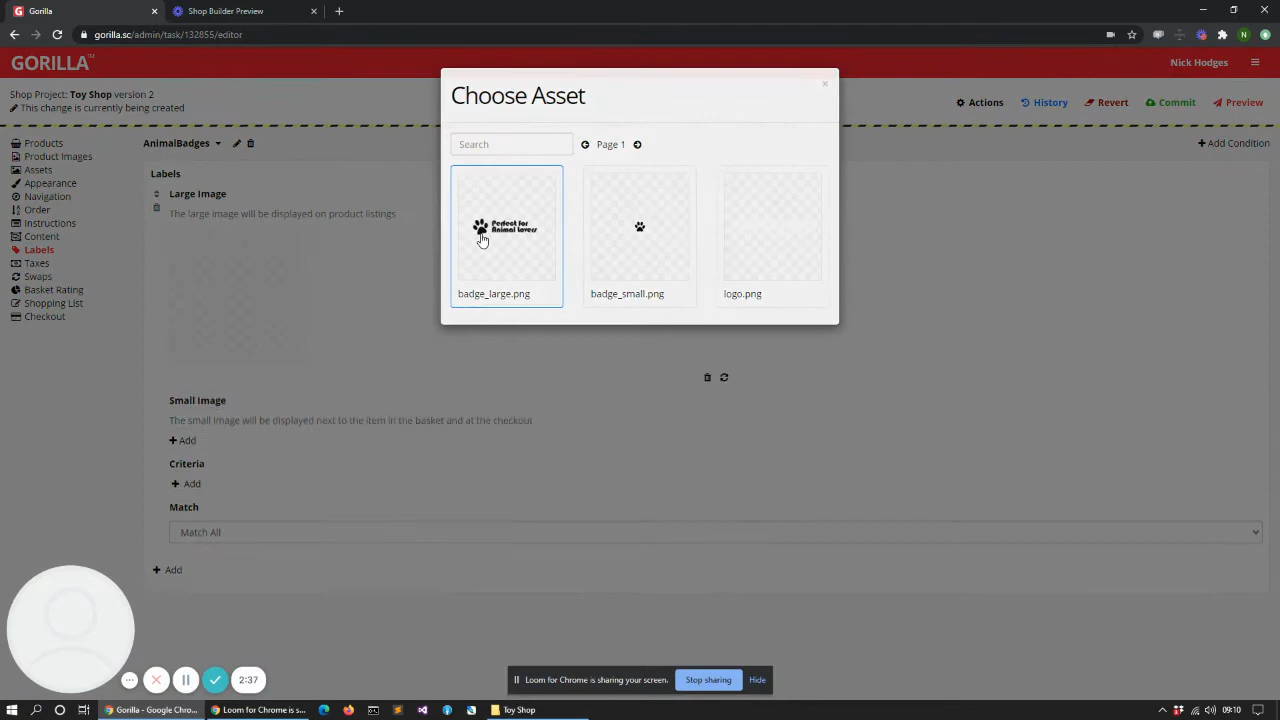 Gorilla
Shop Builder Preview
gorilla.sc/admin/task/132855/editor
N
GORILLA™
Nick Hodges
Shop Project: Toy Shop version 2
This change is currently being created
Actions
History
Revert
Commit
Preview
Products
Product Images
Assets
Appearance
Navigation
Order
Instructions
Content
Labels
Taxes
Swaps
Basket Rating
Shopping List
Checkout
AnimalBadges
Add Condition
Labels
Large Image
The large image will be displayed on product listings
Choose Asset
×
Search
Page 1
Perfect for
Animal Lovers
badge_large.png
badge_small.png
logo.png
Small Image
The small image will be displayed next to the item in the basket and at the checkout
Add
Criteria
Add
Match
Match All
Add
2:37
Loom for Chrome is sharing your screen.
Stop sharing
Hide
Gorilla - Google Chro...
Loom for Chrome is s...
Toy Shop
09:10